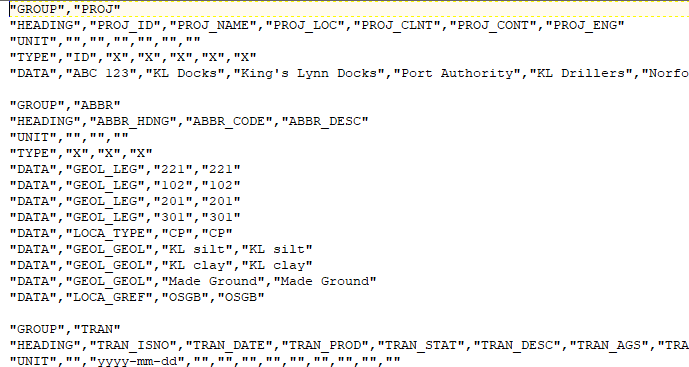 "GROUP","PROJ"
"HEADING","PROJ_ID","PROJ_NAME","PROJ_LOC","PROJ_CLNT","PROJ_CONT","PROJ_ENG"
"UNIT","","","","","",""
"TYPE","ID","X","X","X","X","X"
"DATA","ABC 123","KL Docks","King's Lynn Docks","Port Authority","KL Drillers","Norfo
"GROUP","ABBR"
"HEADING","ABBR_HDNG","ABBR_CODE","ABBR_DESC"
"UNIT","","",""
"TYPE","X","X","X"
"DATA","GEOL_LEG","221","221"
"DATA","GEOL_LEG","102","102"
"DATA","GEOL_LEG","201","201"
"DATA","GEOL_LEG","301","301"
"DATA","LOCA_TYPE","CP","CP"
"DATA","GEOL_GEOL","KL silt","KL silt"
"DATA","GEOL_GEOL","KL clay","KL clay"
"DATA","GEOL_GEOL","Made Ground","Made Ground"
"DATA","LOCA_GREF","OSGB","OSGB"
"GROUP","TRAN"
"HEADING","TRAN_ISNO","TRAN_DATE","TRAN_PROD","TRAN_STAT","TRAN_DESC","TRAN_AGS","TRA
"UNIT","","yyyy-mm-dd","","","","","","","","",""